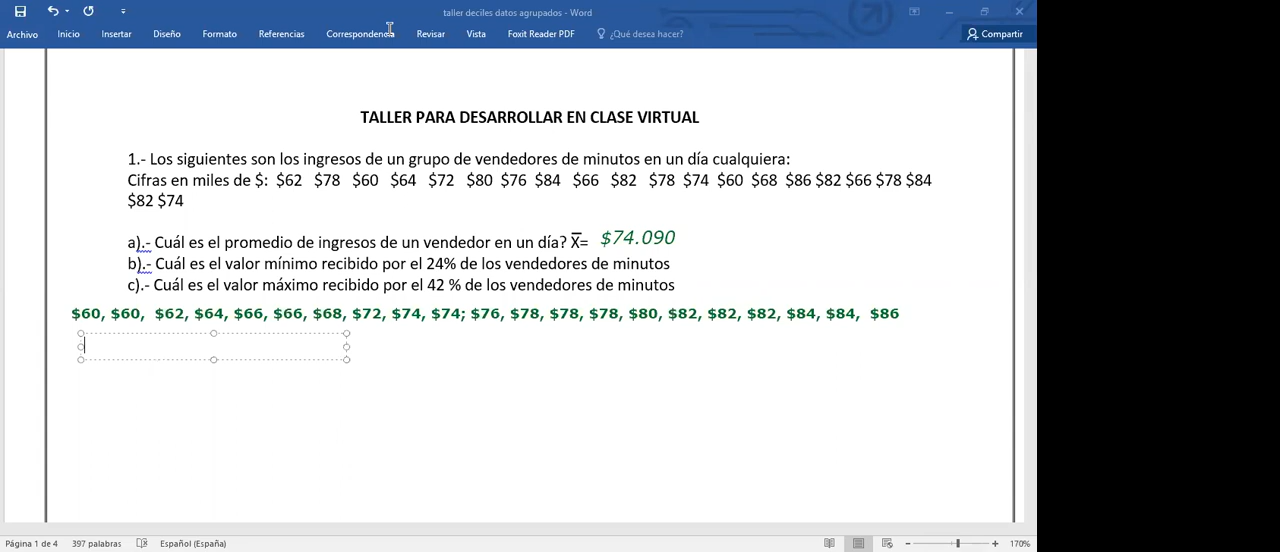 taller deciles datos agrupados - Word
Archivo Inicio Insertar Diseño Formato Referencias Correspondencia Revisar Vista Foxit Reader PDF ¿Qué desea hacer? Compartir
TALLER PARA DESARROLLAR EN CLASE VIRTUAL
1.- Los siguientes son los ingresos de un grupo de vendedores de minutos en un día cualquiera:
Cifras en miles de $: $62 $78 $60 $64 $72 $80 $76 $84 $66 $82 $78 $74 $60 $68 $86 $82 $66 $78 $84
$82 $74
a).- Cuál es el promedio de ingresos de un vendedor en un día? X̅= $74.090
b).- Cuál es el valor mínimo recibido por el 24% de los vendedores de minutos
c).- Cuál es el valor máximo recibido por el 42 % de los vendedores de minutos
$60, $60, $62, $64, $66, $66, $68, $72, $74, $74; $76, $78, $78, $78, $80, $82, $82, $82, $84, $84, $86
Página 1 de 4 397 palabras Español (España) 170%